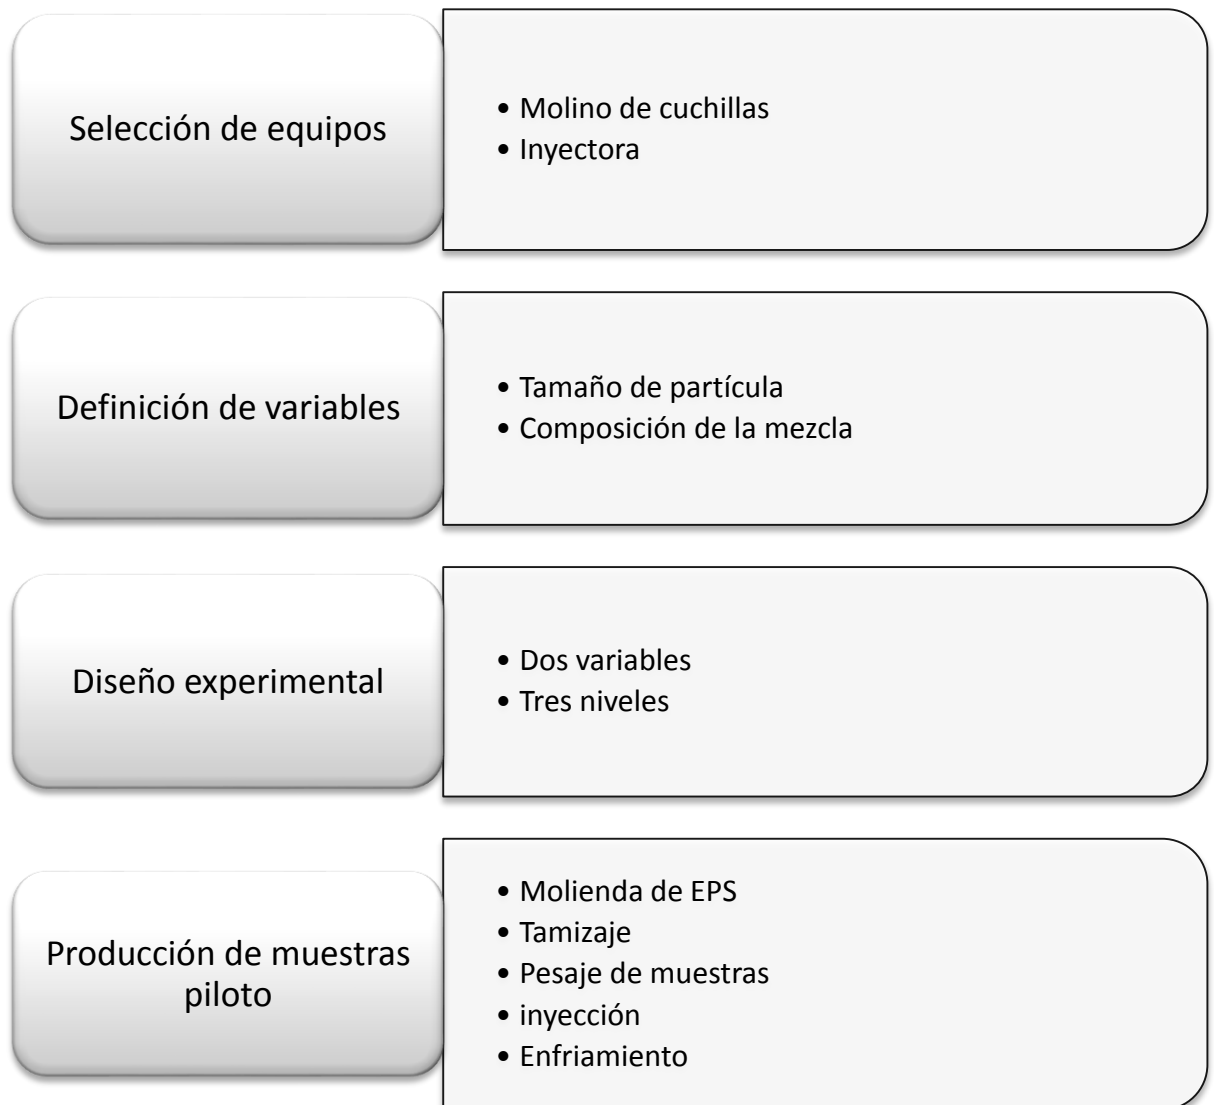 Selección de equipos
• Molino de cuchillas
• Inyectora
Definición de variables
• Tamaño de partícula
• Composición de la mezcla
Diseño experimental
• Dos variables
• Tres niveles
Producción de muestras
piloto
• Molienda de EPS
• Tamizaje
• Pesaje de muestras
• inyección
• Enfriamiento